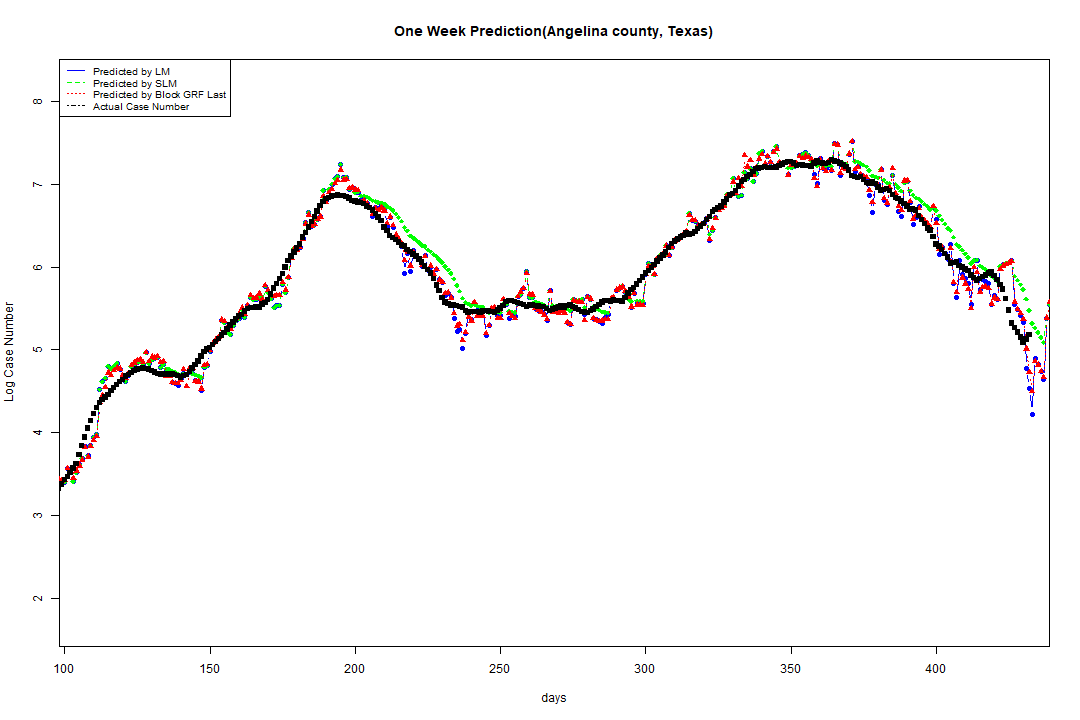 One Week Prediction(Angelina county, Texas)
Predicted by LM
Predicted by SLM
Predicted by Block GRF Last
Actual Case Number
8
7
6
5
4
3
2
Log Case Number
100 150 200 250 300 350 400
days